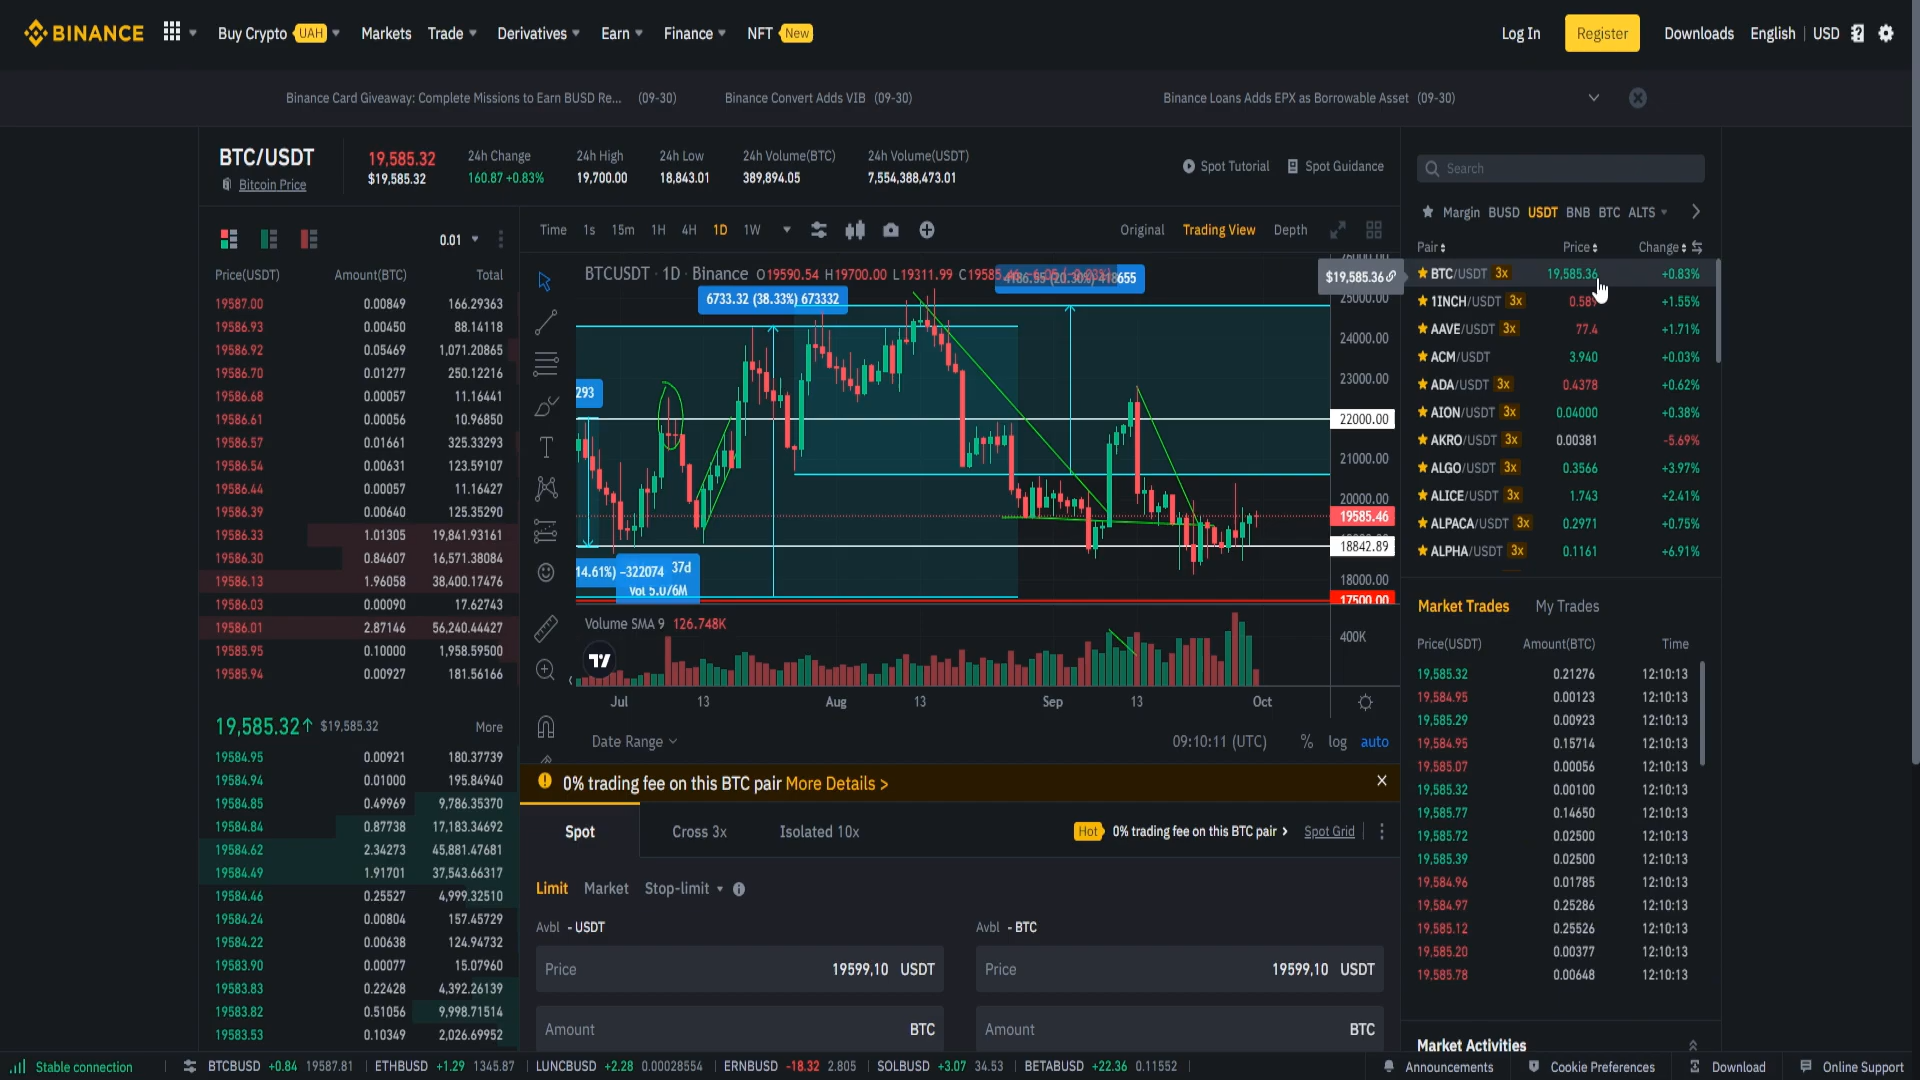 BINANCE Buy Crypto UAH Markets Trade Derivatives Earn Finance NFT New Log In Register Downloads English USD
Binance Card Giveaway: Complete Missions to Earn BUSD Re... (09-30) Binance Convert Adds VIB (09-30) Binance Loans Adds EPX as Borrowable Asset (09-30)
BTC/USDT
Bitcoin Price
19,585.32
$19,585.32
24h Change
160.87 +0.83%
24h High
19,700.00
24h Low
18,843.01
24h Volume(BTC)
389,894.05
24h Volume(USDT)
7,554,388,473.01
Spot Tutorial Spot Guidance
0.01
Price(USDT) Amount(BTC) Total
19587.00 0.00849 166.29363
19586.93 0.00450 88.14118
19586.92 0.05469 1,071.20865
19586.70 0.01277 250.12216
19586.68 0.00057 11.16441
19586.61 0.00056 10.96850
19586.57 0.01661 325.33293
19586.54 0.00631 123.59107
19586.44 0.00057 11.16427
19586.39 0.00640 125.35290
19586.33 1.01305 19,841.93161
19586.30 0.84607 16,571.38084
19586.13 1.96058 38,400.17476
19586.03 0.00090 17.62743
19586.01 2.87146 56,240.44427
19585.95 0.10000 1,958.59500
19585.94 0.00927 181.56166
19,585.32↑ $19,585.32 More
19584.95 0.00921 180.37739
19584.94 0.01000 195.84940
19584.85 0.49969 9,786.35370
19584.84 0.87738 17,183.34692
19584.62 2.34273 45,881.47681
19584.49 1.91701 37,543.66317
19584.46 0.25527 4,999.32510
19584.24 0.00804 157.45729
19584.22 0.00638 124.94732
19583.90 0.00077 15.07960
19583.83 0.22428 4,392.26139
19583.82 0.51056 9,998.71514
19583.53 0.10349 2,026.69952
Time 1s 15m 1H 4H 1D 1W Original Trading View Depth
BTCUSDT · 1D · Binance O19590.54 H19700.00 L19311.99
6733.32 (38.33%) 673332
293
14.61%) −322074 37d
$19,585.36
25000.00
24000.00
23000.00
22000.00
21000.00
20000.00
19585.46
18842.89
18000.00
17500.00
Volume SMA 9 126.748K
400K
Jul 13 Aug 13 Sep 13 Oct
Date Range 09:10:11 (UTC) % log auto
0% trading fee on this BTC pair More Details >
Spot Cross 3x Isolated 10x Hot 0% trading fee on this BTC pair > Spot Grid
Limit Market Stop-limit
Avbl - USDT
Price 19599,10 USDT
Amount BTC
Avbl - BTC
Price 19599,10 USDT
Amount BTC
Search
Margin BUSD USDT BNB BTC ALTS
Pair Price Change
BTC/USDT 3x 19,585.36 +0.83%
1INCH/USDT 3x +1.55%
AAVE/USDT 3x 77.4 +1.71%
ACM/USDT 3.940 +0.03%
ADA/USDT 3x 0.4378 +0.62%
AION/USDT 3x 0.04000 +0.38%
AKRO/USDT 3x 0.00381 -5.69%
ALGO/USDT 3x 0.3566 +3.97%
ALICE/USDT 3x 1.743 +2.41%
ALPACA/USDT 3x 0.2971 +0.75%
ALPHA/USDT 3x 0.1161 +6.91%
Market Trades My Trades
Price(USDT) Amount(BTC) Time
19,585.32 0.21276 12:10:13
19,584.95 0.00123 12:10:13
19,585.29 0.00923 12:10:13
19,584.95 0.15714 12:10:13
19,585.07 0.00056 12:10:13
19,585.32 0.00100 12:10:13
19,585.77 0.14650 12:10:13
19,585.72 0.02500 12:10:13
19,585.39 0.02500 12:10:13
19,584.96 0.01785 12:10:13
19,584.97 0.25286 12:10:13
19,585.12 0.25526 12:10:13
19,585.20 0.00377 12:10:13
19,585.78 0.00648 12:10:13
Market Activities
Stable connection BTCBUSD +0.84 19587.81 ETHBUSD +1.29 1345.87 LUNCBUSD +2.28 0.00028554 ERNBUSD -18.32 2.805 SOLBUSD +3.07 34.53 BETABUSD +22.36 0.11552 Announcements Cookie Preferences Download Online Support